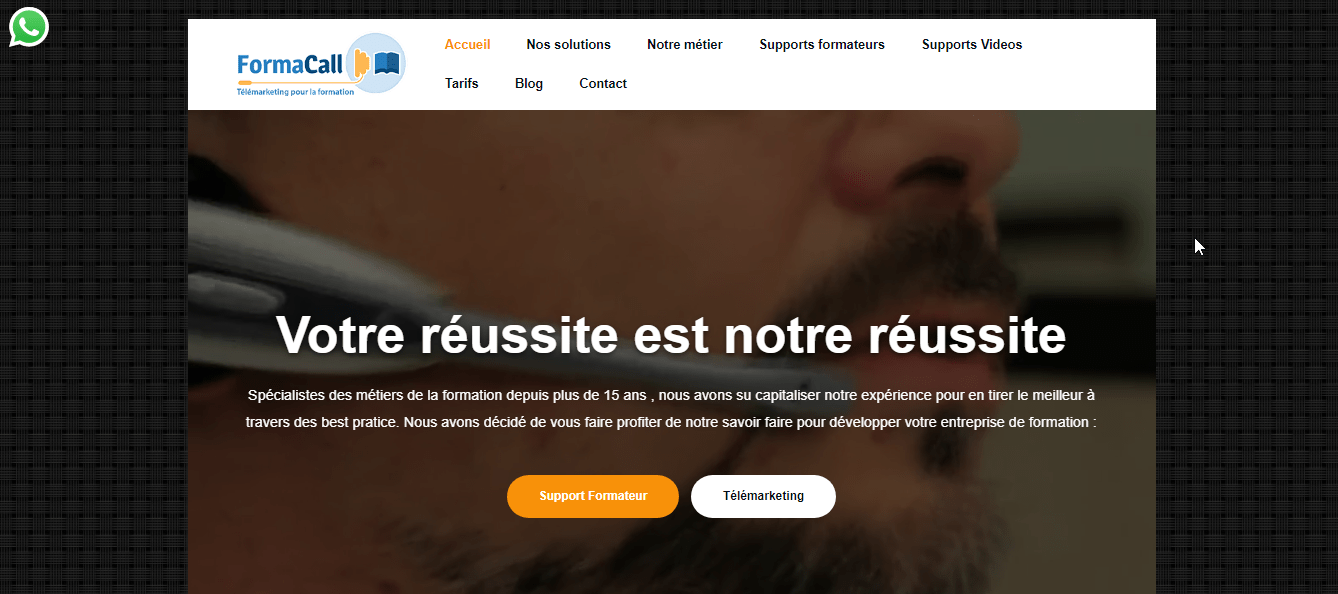 FormaCall
Télémarketing pour la formation
Accueil Nos solutions Notre métier Supports formateurs Supports Videos
Tarifs Blog Contact
Votre réussite est notre réussite
Spécialistes des métiers de la formation depuis plus de 15 ans , nous avons su capitaliser notre expérience pour en tirer le meilleur à
travers des best pratice. Nous avons décidé de vous faire profiter de notre savoir faire pour développer votre entreprise de formation :
Support Formateur Télémarketing